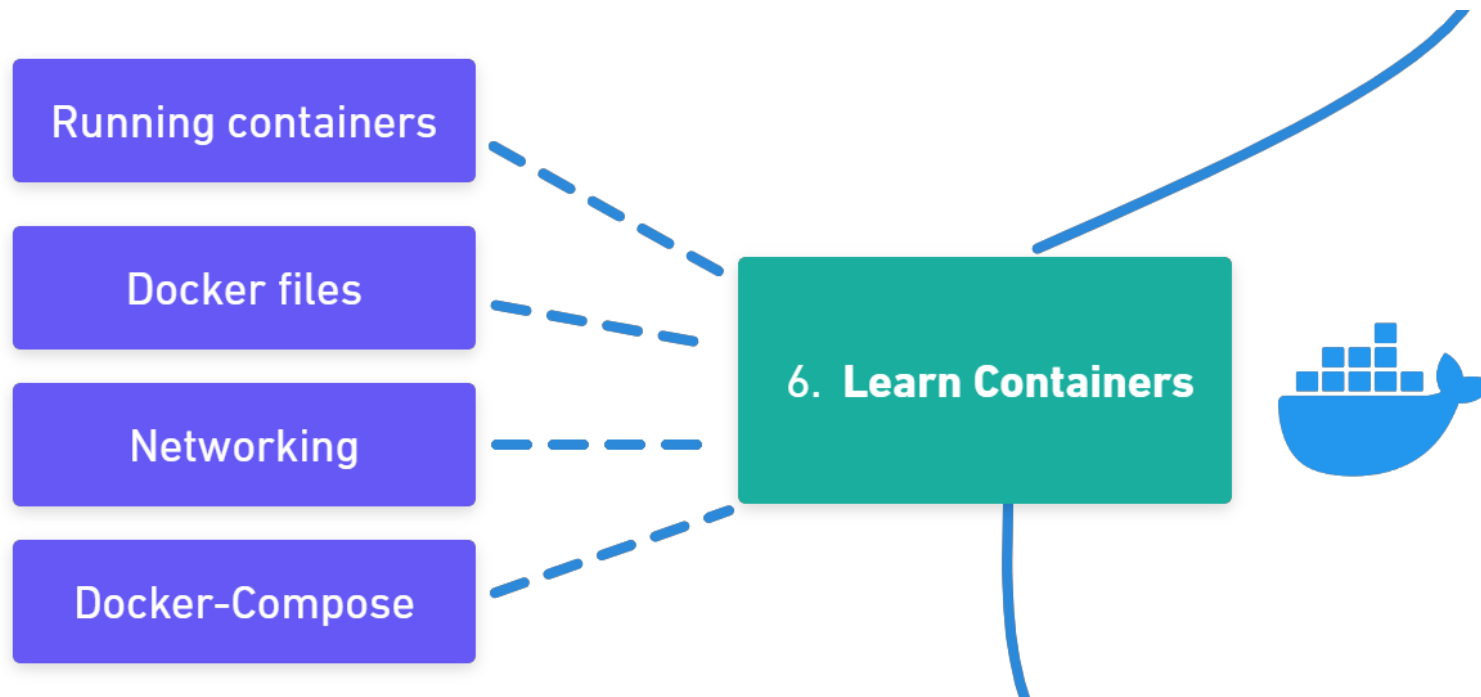 Running containers
Docker files
Networking
Docker-Compose
6. Learn Containers